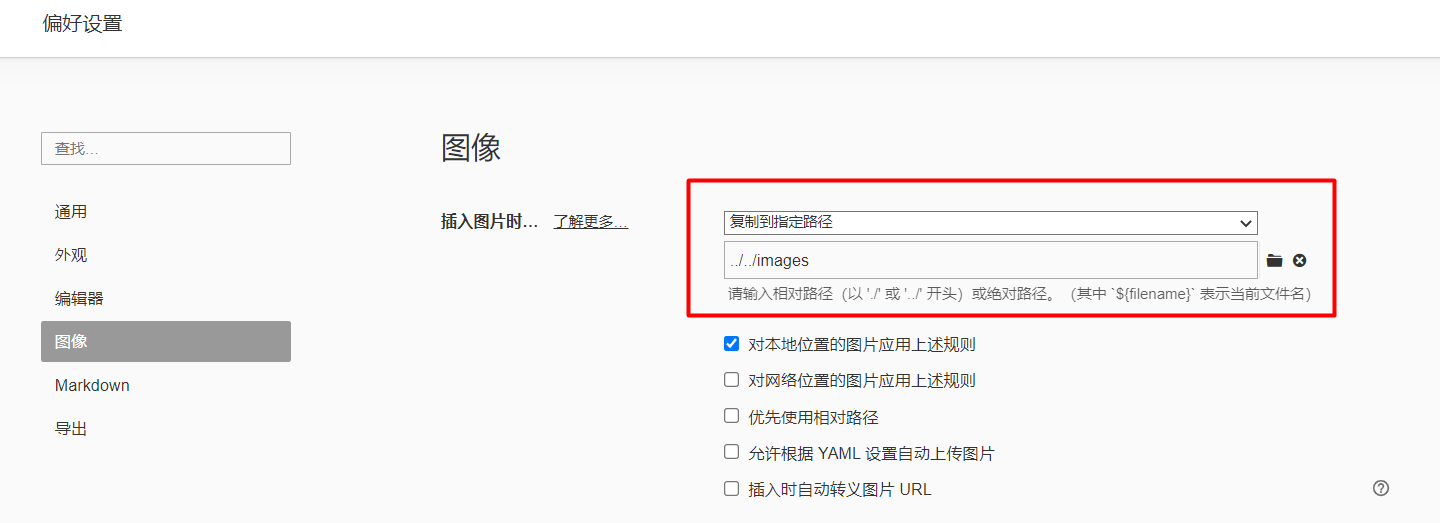 偏好设置
查找...
图像
插入图片时... 了解更多...
复制到指定路径
../../images
请输入相对路径（以 './' 或 '../' 开头）或绝对路径。（其中 `${filename}` 表示当前文件名）
通用
外观
编辑器
图像
Markdown
导出
对本地位置的图片应用上述规则
对网络位置的图片应用上述规则
优先使用相对路径
允许根据 YAML 设置自动上传图片
插入时自动转义图片 URL